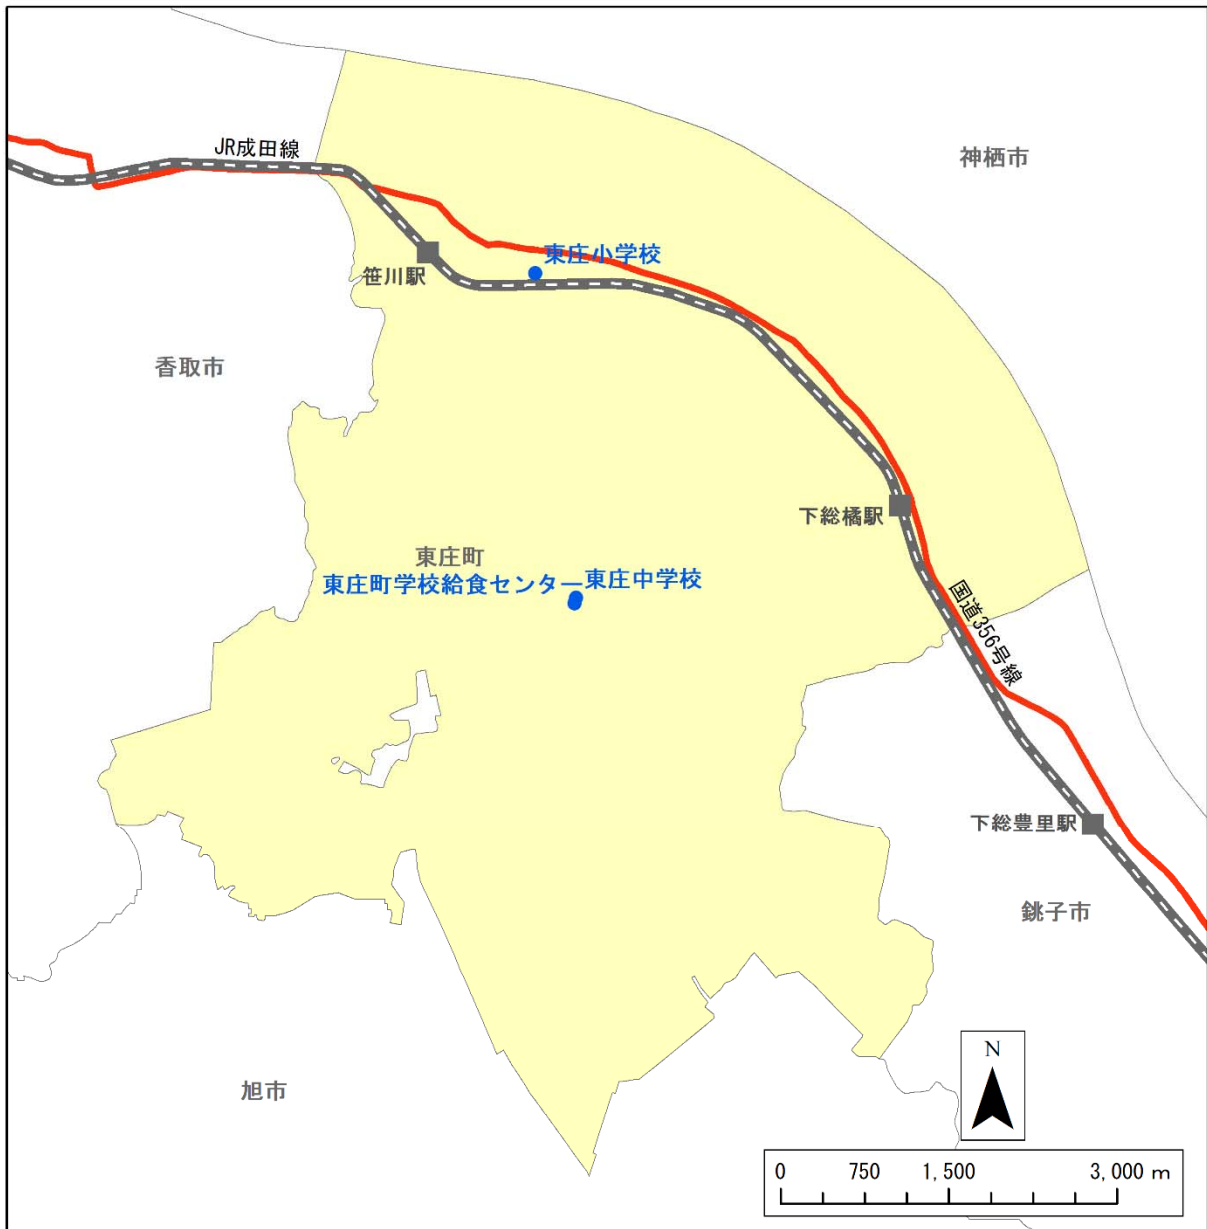 JR成田線
神栖市
東庄小学校
笹川駅
香取市
下総橘駅
東庄町
東庄町学校給食センター
東庄中学校
国道356号線
下総豊里駅
銚子市
旭市
N
0 750 1,500 3,000 m